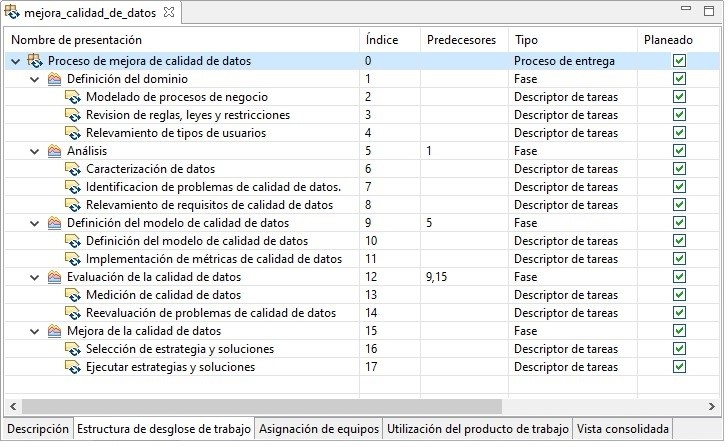 mejora_calidad_de_datos
Nombre de presentación Índice Predecesores Tipo Planeado
Proceso de mejora de calidad de datos 0 Proceso de entrega
Definición del dominio 1 Fase
Modelado de procesos de negocio 2 Descriptor de tareas
Revision de reglas, leyes y restricciones 3 Descriptor de tareas
Relevamiento de tipos de usuarios 4 Descriptor de tareas
Análisis 5 1 Fase
Caracterización de datos 6 Descriptor de tareas
Identificacion de problemas de calidad de datos. 7 Descriptor de tareas
Relevamiento de requisitos de calidad de datos 8 Descriptor de tareas
Definición del modelo de calidad de datos 9 5 Fase
Definición del modelo de calidad de datos 10 Descriptor de tareas
Implementación de métricas de calidad de datos 11 Descriptor de tareas
Evaluación de la calidad de datos 12 9,15 Fase
Medición de calidad de datos 13 Descriptor de tareas
Reevaluación de problemas de calidad de datos 14 Descriptor de tareas
Mejora de la calidad de datos 15 Fase
Selección de estrategia y soluciones 16 Descriptor de tareas
Ejecutar estrategias y soluciones 17 Descriptor de tareas
Descripción Estructura de desglose de trabajo Asignación de equipos Utilización del producto de trabajo Vista consolidada